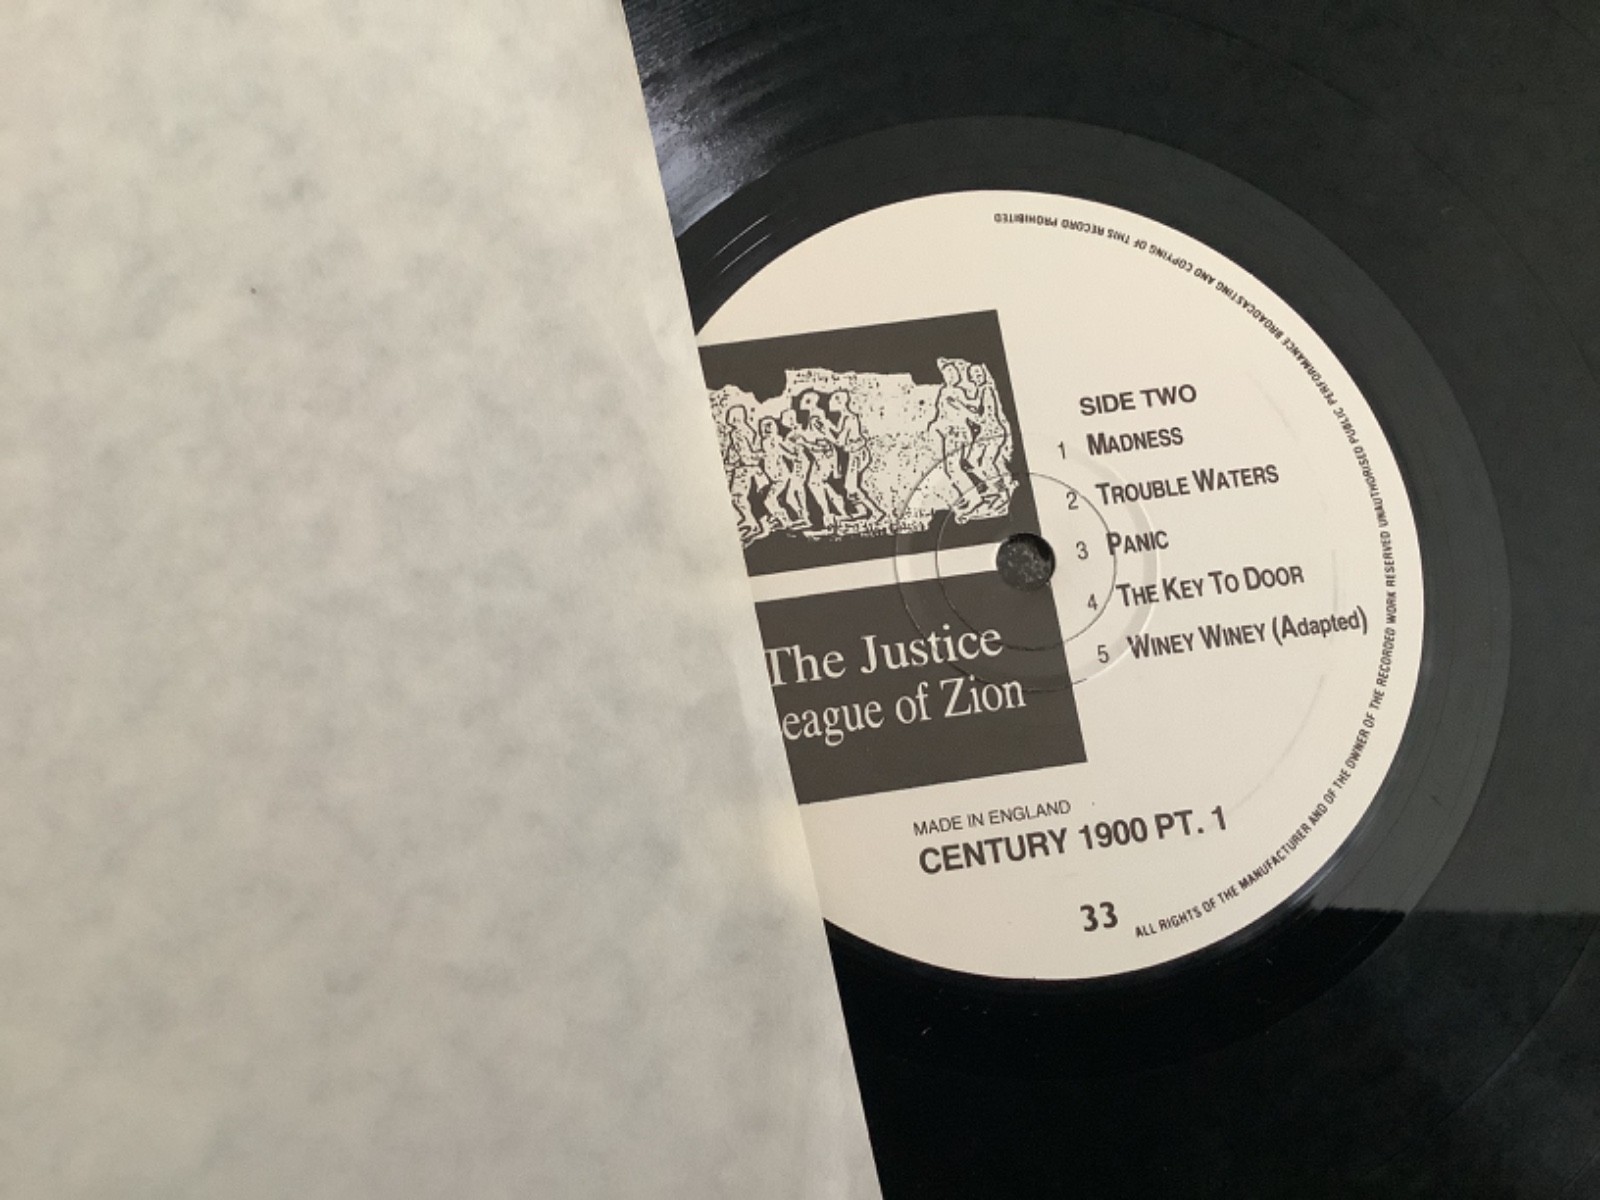 SIDE TWO
1 MADNESS
2 TROUBLE WATERS
3 PANIC
4 THE KEY TO DOOR
5 WINEY WINEY (Adapted)
The Justice
eague of Zion
MADE IN ENGLAND
CENTURY 1900 PT. 1
33
ALL RIGHTS OF THE MANUFACTURER AND OF THE OWNER OF THE RECORDED WORK RESERVED UNAUTHORISED PUBLIC PERFORMANCE BROADCASTING AND COPYING OF THIS RECORD PROHIBITED